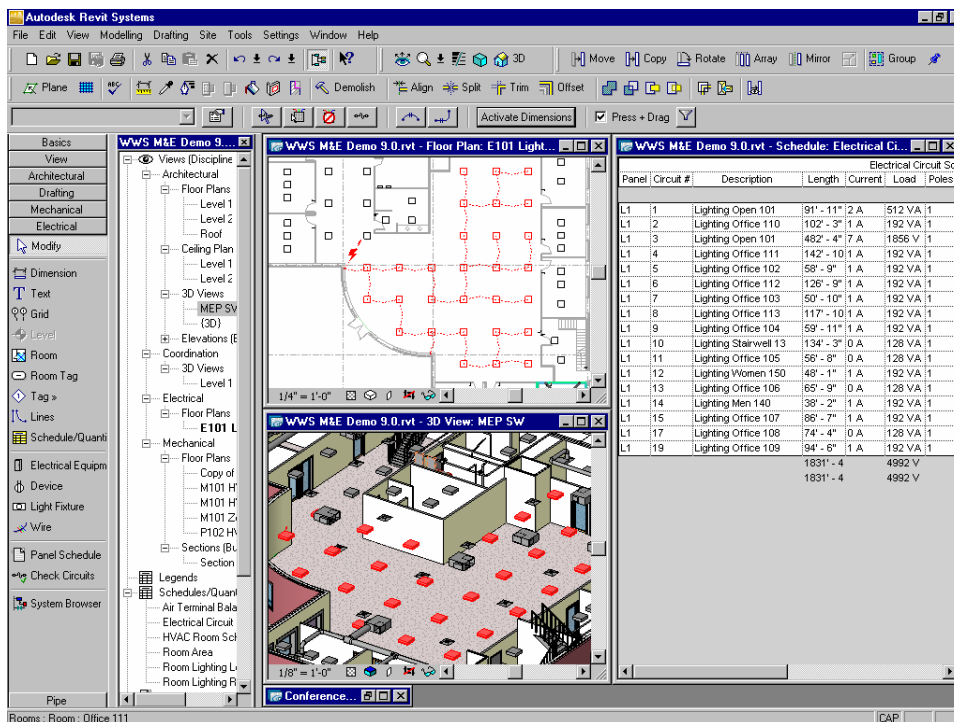 Autodesk Revit Systems
File Edit View Modelling Drafting Site Tools Settings Window Help
3D Move Copy Rotate Array Mirror Group
Plane ABC Demolish Align Split Trim Offset
Activate Dimensions Press + Drag
Basics
View
Architectural
Drafting
Mechanical
Electrical
Modify
Dimension
Text
Grid
Level
Room
Room Tag
Tag »
Lines
Schedule/Quanti
Electrical Equipm
Device
Light Fixture
Wire
Panel Schedule
Check Circuits
System Browser
Pipe
WWS M&E Demo 9....
Views (Discipline
Architectural
Floor Plans
Level 1
Level 2
Roof
Ceiling Plan
Level 1
Level 2
3D Views
MEP SW
{3D}
Elevations (B
Coordination
3D Views
Level 1
Electrical
Floor Plans
E101 L
Mechanical
Floor Plans
Copy of
M101 H
M101 H
M101 Z
P102 HV
Sections (Bu
Section
Legends
Schedules/Quant
Air Terminal Bala
Electrical Circuit
HVAC Room Sch
Room Area
Room Lighting L
Room Lighting R
WWS M&E Demo 9.0.rvt - Floor Plan: E101 Light...
1/4" = 1'-0"
WWS M&E Demo 9.0.rvt - 3D View: MEP SW
1/8" = 1'-0"
Conference...
WWS M&E Demo 9.0.rvt - Schedule: Electrical Ci...
Electrical Circuit Sc
Panel Circuit # Description Length Current Load Poles
L1 1 Lighting Open 101 91' - 11" 2 A 512 VA 1
L1 2 Lighting Office 110 102' - 3" 1 A 192 VA 1
L1 3 Lighting Open 101 482' - 4" 7 A 1856 V 1
L1 4 Lighting Office 111 142' - 10 1 A 192 VA 1
L1 5 Lighting Office 102 58' - 9" 1 A 192 VA 1
L1 6 Lighting Office 112 126' - 9" 1 A 192 VA 1
L1 7 Lighting Office 103 50' - 10" 1 A 192 VA 1
L1 8 Lighting Office 113 117' - 10 1 A 192 VA 1
L1 9 Lighting Office 104 59' - 11" 1 A 192 VA 1
L1 10 Lighting Stairwell 13 134' - 3" 0 A 128 VA 1
L1 11 Lighting Office 105 56' - 8" 0 A 128 VA 1
L1 12 Lighting Women 150 48' - 1" 1 A 192 VA 1
L1 13 Lighting Office 106 65' - 9" 0 A 128 VA 1
L1 14 Lighting Men 140 38' - 2" 1 A 192 VA 1
L1 15 Lighting Office 107 86' - 7" 1 A 192 VA 1
L1 17 Lighting Office 108 74' - 4" 0 A 128 VA 1
L1 19 Lighting Office 109 94' - 6" 1 A 192 VA 1
1831' - 4 4992 V
1831' - 4 4992 V
Rooms : Room : Office 111
CAP